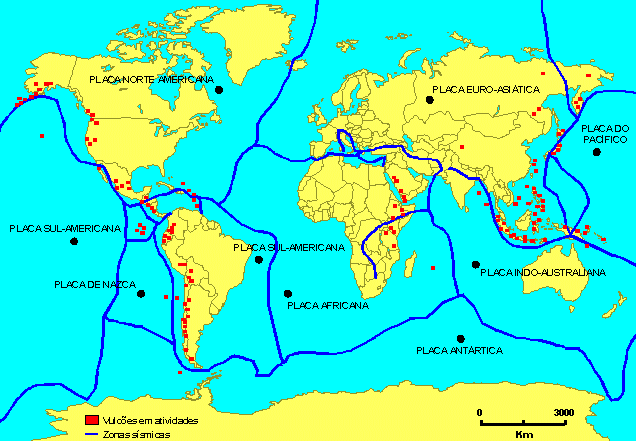 PLACA NORTE AMERICANA
PLACA EURO-ASIÁTICA
PLACA DO
PACÍFICO
PLACA SUL-AMERICANA
PLACA SUL-AMERICANA
PLACA INDO-AUSTRALIANA
PLACA DE NAZCA
PLACA AFRICANA
PLACA ANTÁRTICA
Vulcões em atividades
Zonas sísmicas
0 3000
Km